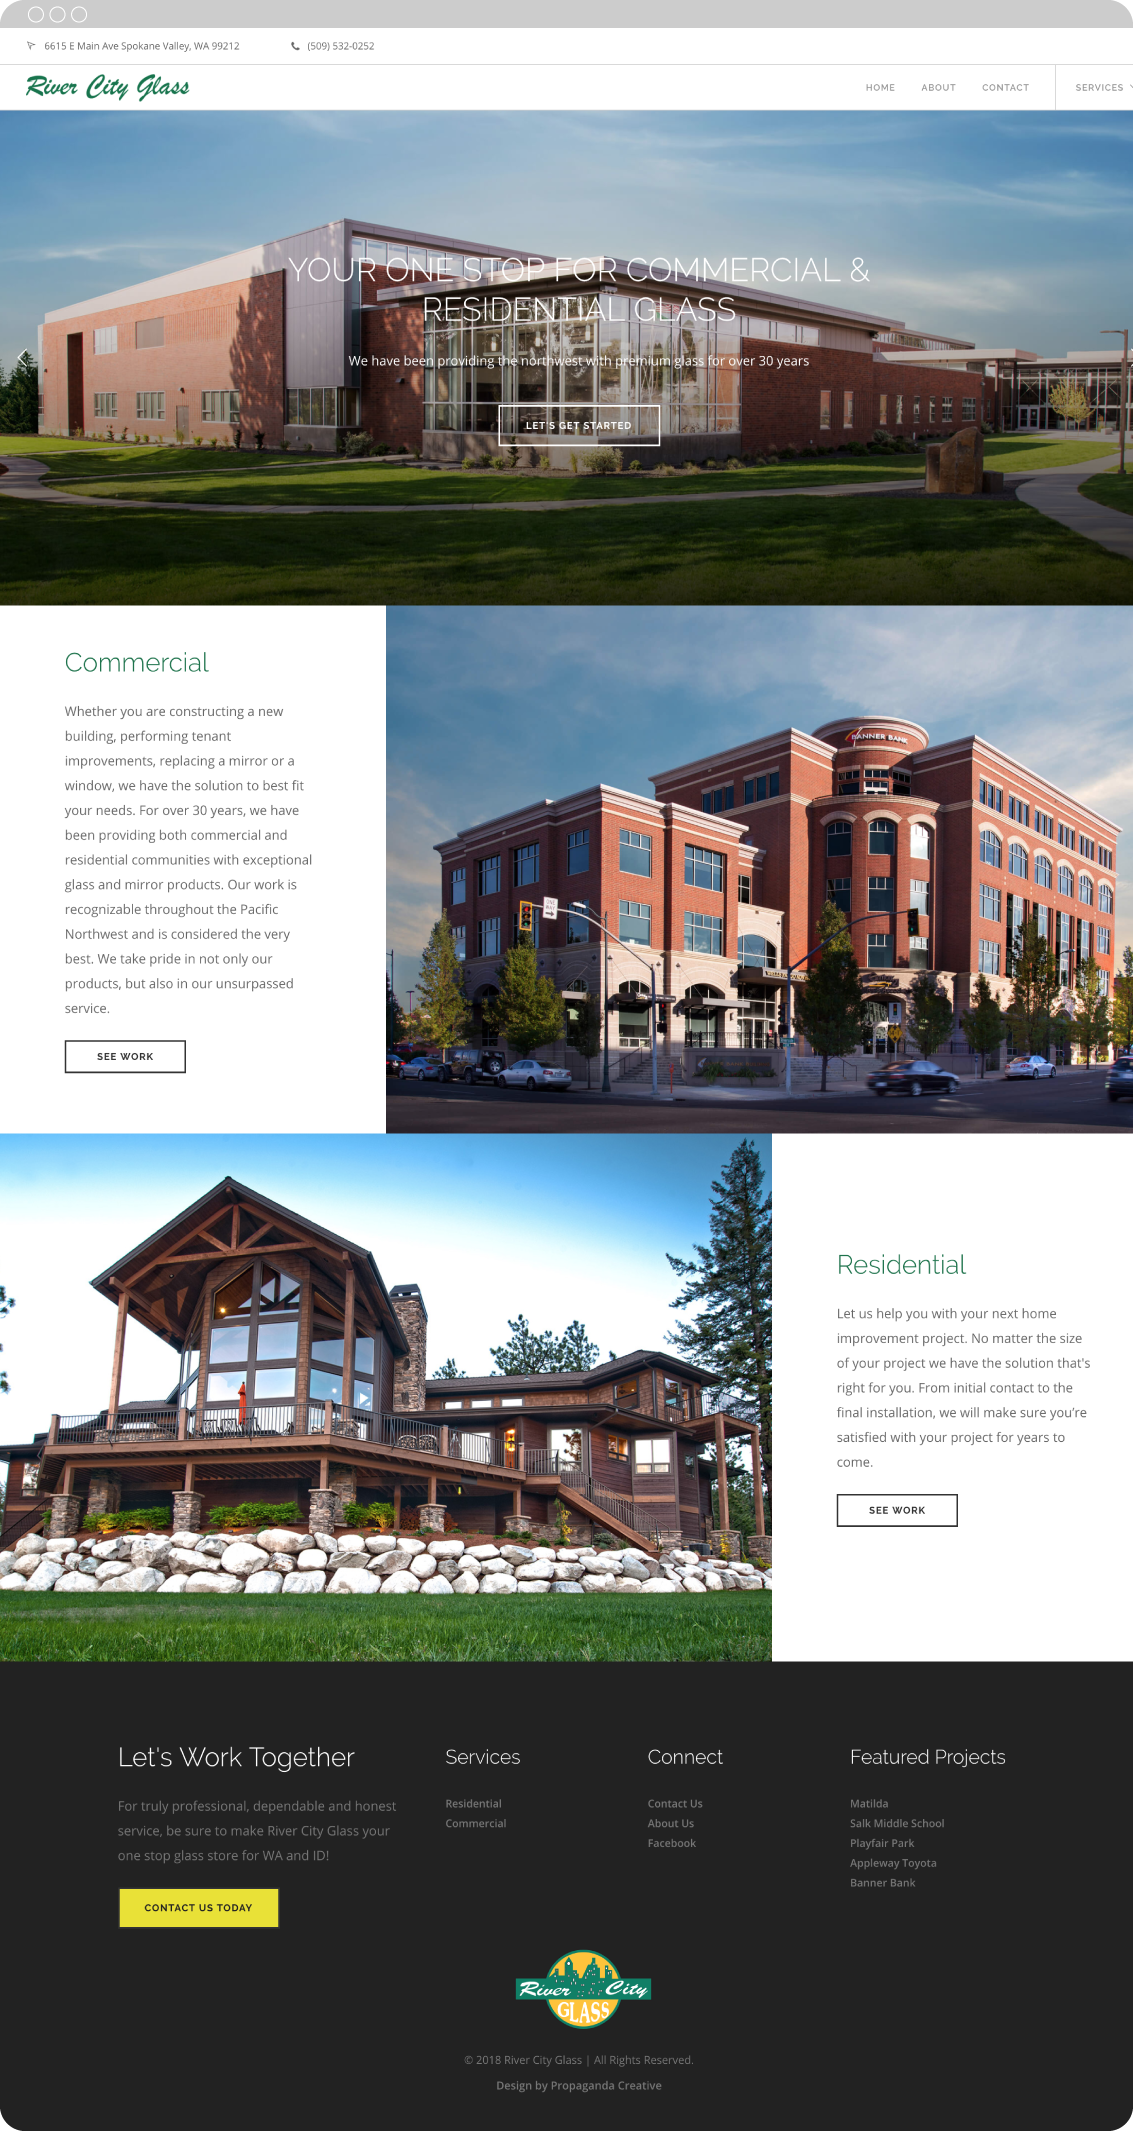 6615 E Main Ave Spokane Valley, WA 99212
(509) 532-0252
River City Glass
HOME
ABOUT
CONTACT
SERVICES
YOUR ONE STOP FOR COMMERCIAL &
RESIDENTIAL GLASS
We have been providing the northwest with premium glass for over 30 years
LET'S GET STARTED
Commercial
Whether you are constructing a new
building, performing tenant
improvements, replacing a mirror or a
window, we have the solution to best fit
your needs. For over 30 years, we have
been providing both commercial and
residential communities with exceptional
glass and mirror products. Our work is
recognizable throughout the Pacific
Northwest and is considered the very
best. We take pride in not only our
products, but also in our unsurpassed
service.
SEE WORK
BANNER BANK
ONE WAY
Residential
Let us help you with your next home
improvement project. No matter the size
of your project we have the solution that's
right for you. From initial contact to the
final installation, we will make sure you’re
satisfied with your project for years to
come.
SEE WORK
Let's Work Together
For truly professional, dependable and honest
service, be sure to make River City Glass your
one stop glass store for WA and ID!
CONTACT US TODAY
Services
Residential
Commercial
Connect
Contact Us
About Us
Facebook
Featured Projects
Matilda
Salk Middle School
Playfair Park
Appleway Toyota
Banner Bank
River City
GLASS
© 2018 River City Glass | All Rights Reserved.
Design by Propaganda Creative